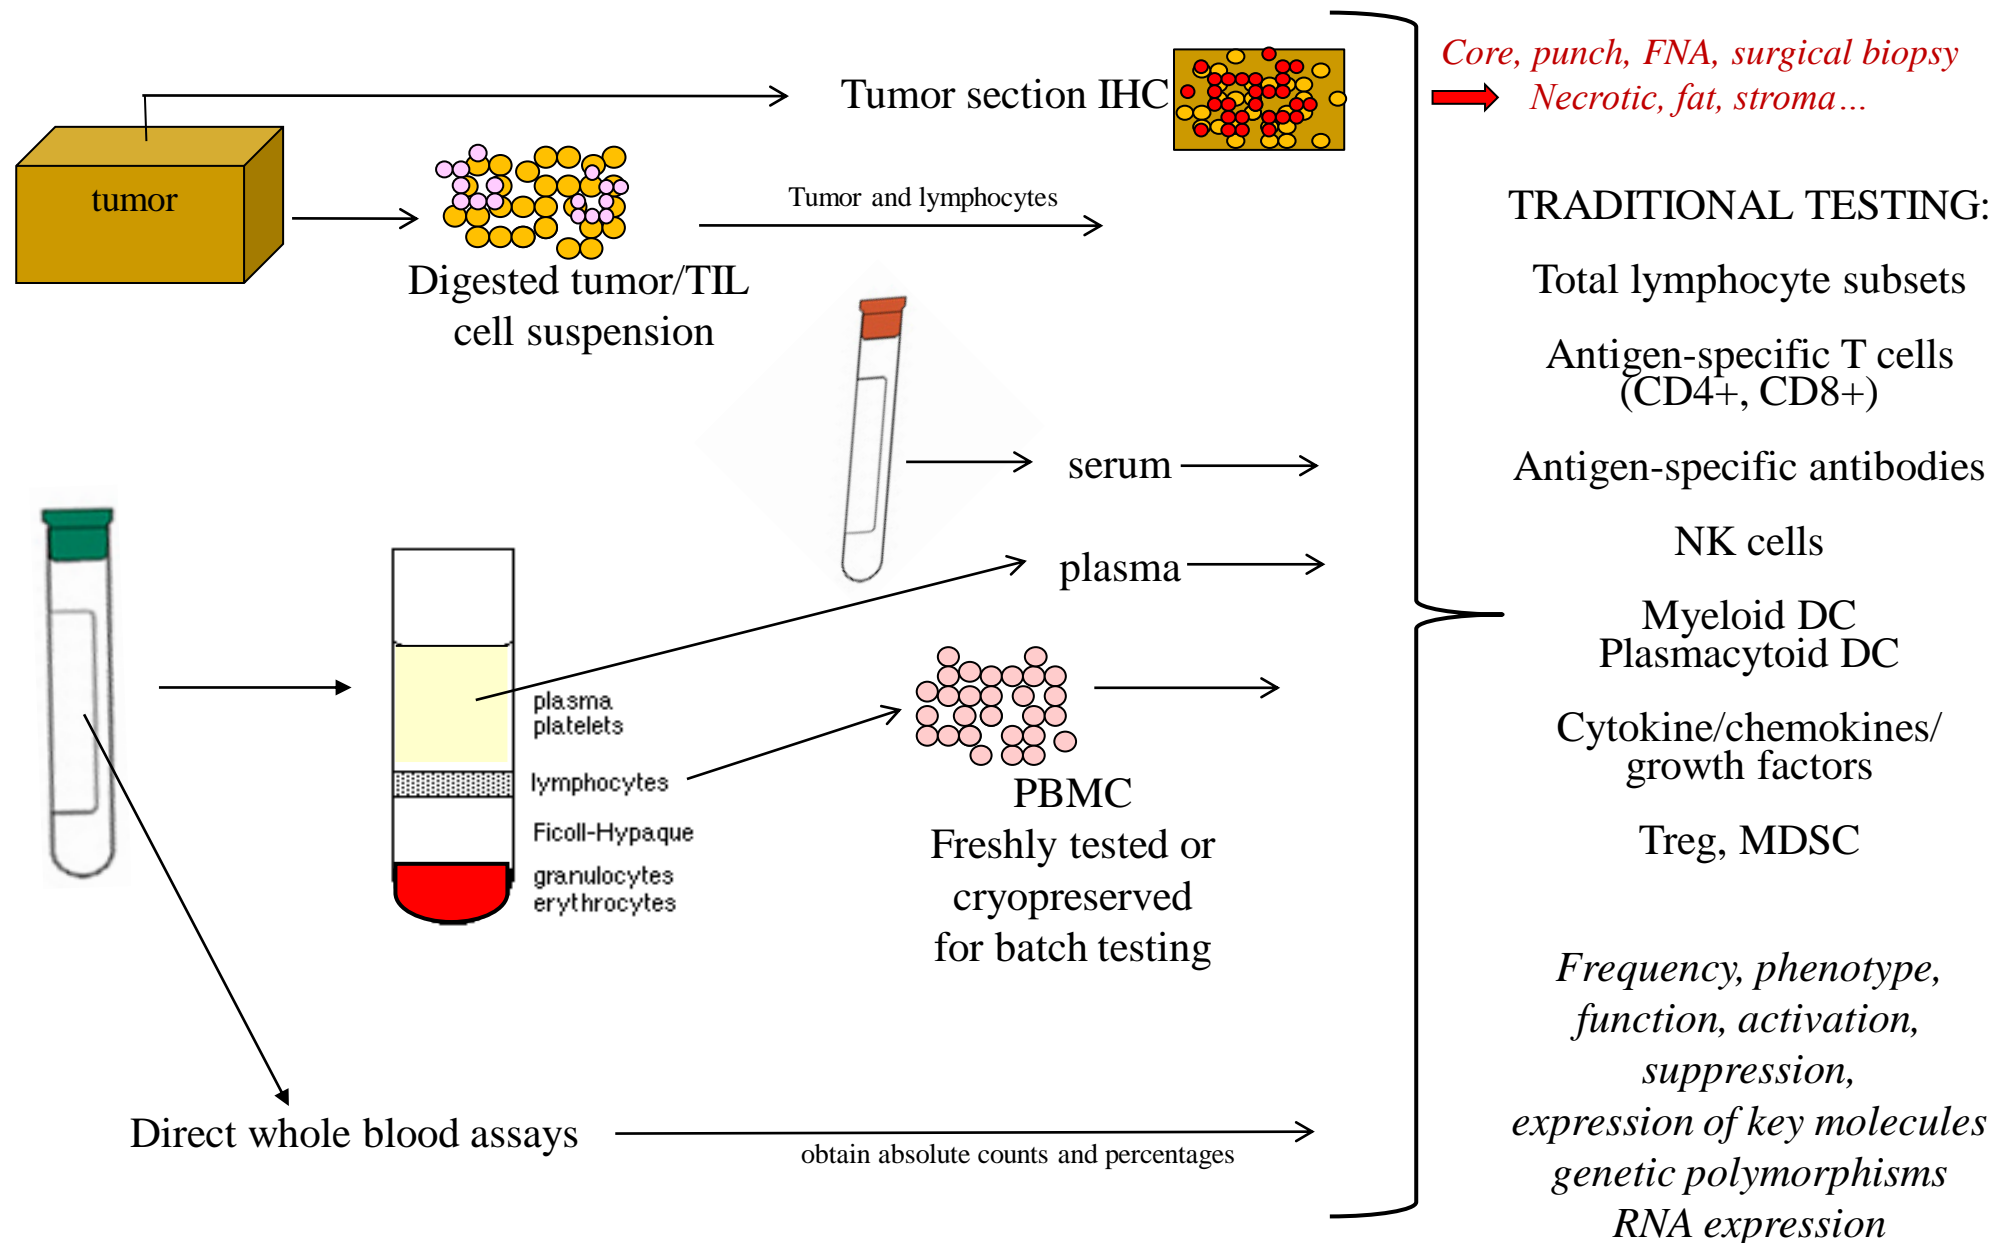 Core, punch, FNA, surgical biopsy
Necrotic, fat, stroma…
Tumor section IHC
tumor
Tumor and lymphocytes
Digested tumor/TIL
cell suspension
serum
plasma
plasma
platelets
lymphocytes
Ficoll-Hypaque
granulocytes
erythrocytes
PBMC
Freshly tested or
cryopreserved
for batch testing
Direct whole blood assays
obtain absolute counts and percentages
TRADITIONAL TESTING:
Total lymphocyte subsets
Antigen-specific T cells
(CD4+, CD8+)
Antigen-specific antibodies
NK cells
Myeloid DC
Plasmacytoid DC
Cytokine/chemokines/
growth factors
Treg, MDSC
Frequency, phenotype,
function, activation,
suppression,
expression of key molecules
genetic polymorphisms
RNA expression